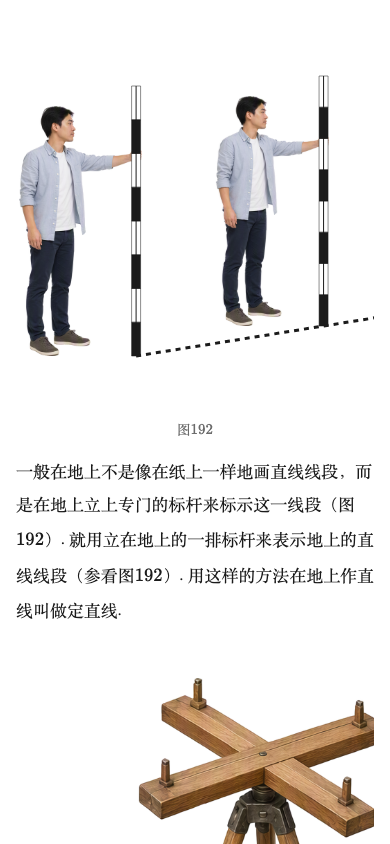 图192
一般在地上不是像在纸上一样地画直线线段，而
是在地上立上专门的标杆来标示这一线段（图
192）. 就用立在地上的一排标杆来表示地上的直
线线段（参看图192）. 用这样的方法在地上作直
线叫做定直线.